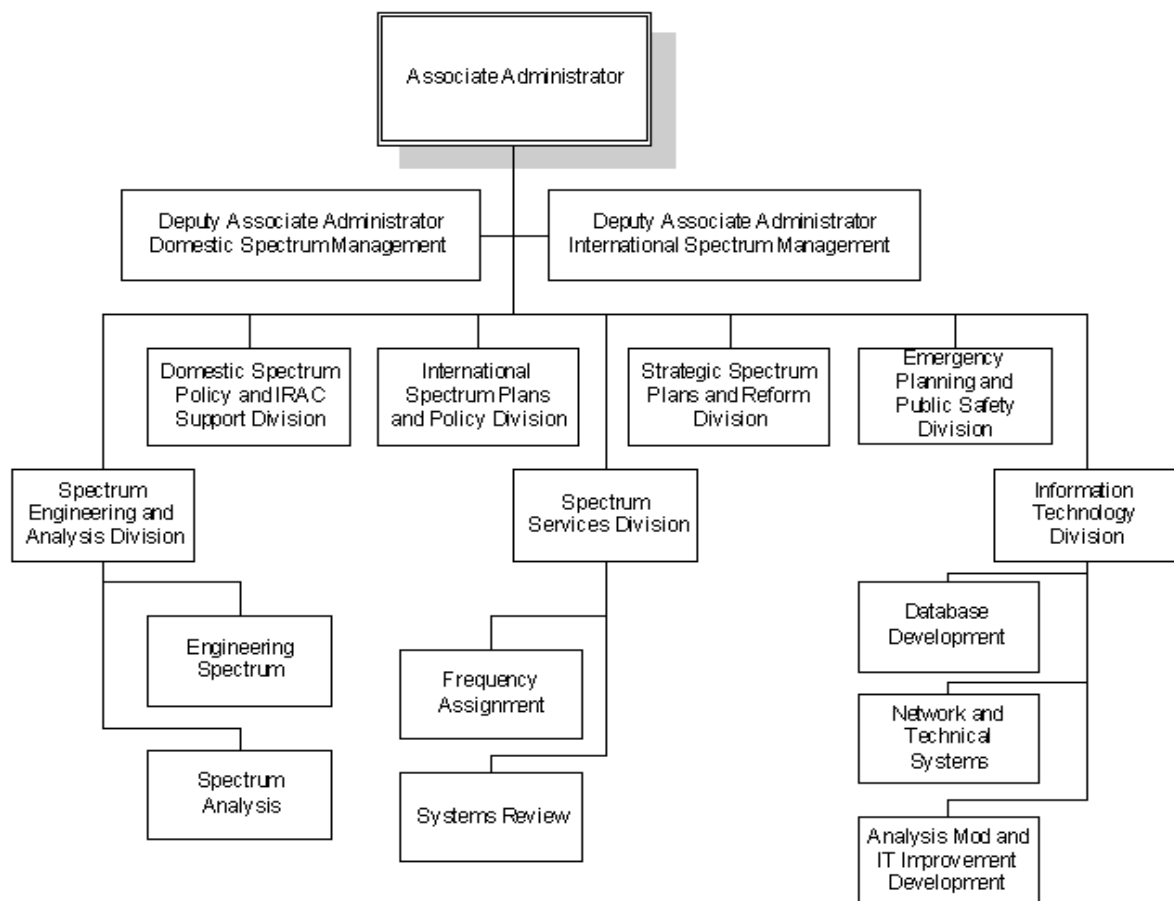 Associate Administrator
Deputy Associate Administrator
Domestic Spectrum Management
Deputy Associate Administrator
International Spectrum Management
Domestic Spectrum
Policy and IRAC
Support Division
International
Spectrum Plans
and Policy Division
Strategic Spectrum
Plans and Reform
Division
Emergency
Planning and
Public Safety
Division
Spectrum
Engineering and
Analysis Division
Spectrum
Services Division
Information
Technology
Division
Engineering
Spectrum
Spectrum
Analysis
Frequency
Assignment
Systems Review
Database
Development
Network and
Technical
Systems
Analysis Mod and
IT Improvement
Development